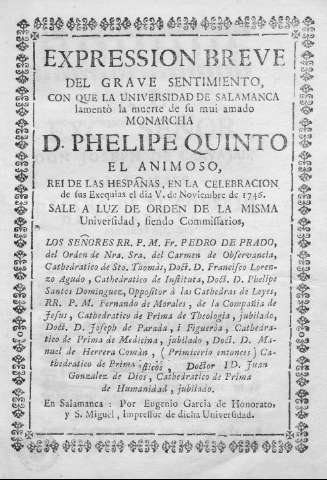 EXPRESSION BREVE
DEL GRAVE SENTIMIENTO,
CON QUE LA UNIVERSIDAD DE SALAMANCA
lamentò la muerte de su mui amado
MONARCHA
D. PHELIPE QUINTO
EL ANIMOSO,
REI DE LAS HESPAÑAS, EN LA CELEBRACION
de sus Exequias el dia V. de Noviembre de 1746.
SALE A LUZ DE ORDEN DE LA MISMA
Universidad, siendo Commissarios,
LOS SEÑORES RR. P. M. Fr. PEDRO DE PRADO,
del Orden de Nra. Sra. del Carmen de Observancia,
Cathedratico de Sto. Thomàs, Doct. D. Francisco Loren-
zo Agudo, Cathedratico de Instituta, Doct. D. Phelipe
Santos Dominguez, Oppositor à las Cathedras de Leyes,
RR. P. M. Fernando de Morales, de la Compañia de
Jesus, Cathedratico de Prima de Theologia, jubilado,
Doct. D. Joseph de Parada, i Figueròa, Cathedra-
tico de Prima de Medicina, jubilado, Doct. D. Ma-
nuel de Herrera Comàn, (Primicerio entonces) Ca-
thedratico de Prima Doctor D. Juan
Gonzalez de Dios, Cathedratico de Prima
de Humanidad, jubilado.
En Salamanca: Por Eugenio Garcia de Honorato,
y S. Miguel, Impressor de dicha Universidad.